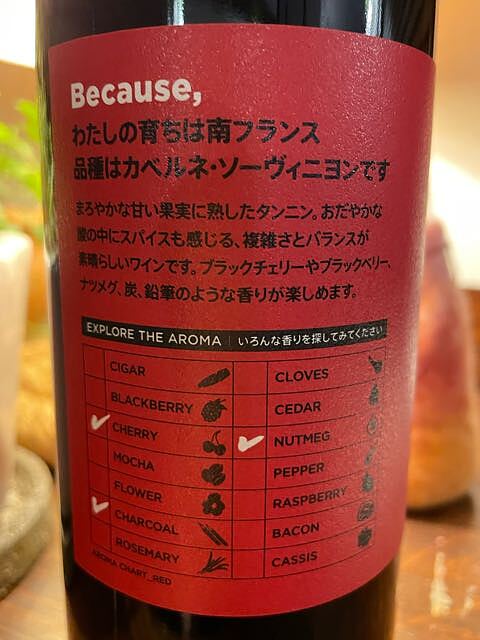 Because,
わたしの育ちは南フランス
品種はカベルネ・ソーヴィニヨンです
まろやかな甘い果実に熟したタンニン。おだやかな
酸の中にスパイスも感じる、複雑さとバランスが
素晴らしいワインです。ブラックチェリーやブラックベリー、
ナツメグ、炭、鉛筆のような香りが楽しめます。
EXPLORE THE AROMA | いろんな香りを探してみてください
CIGAR
BLACKBERRY
CHERRY
MOCHA
FLOWER
CHARCOAL
ROSEMARY
CLOVES
CEDAR
NUTMEG
PEPPER
RASPBERRY
BACON
CASSIS
AROMA CHART_RED